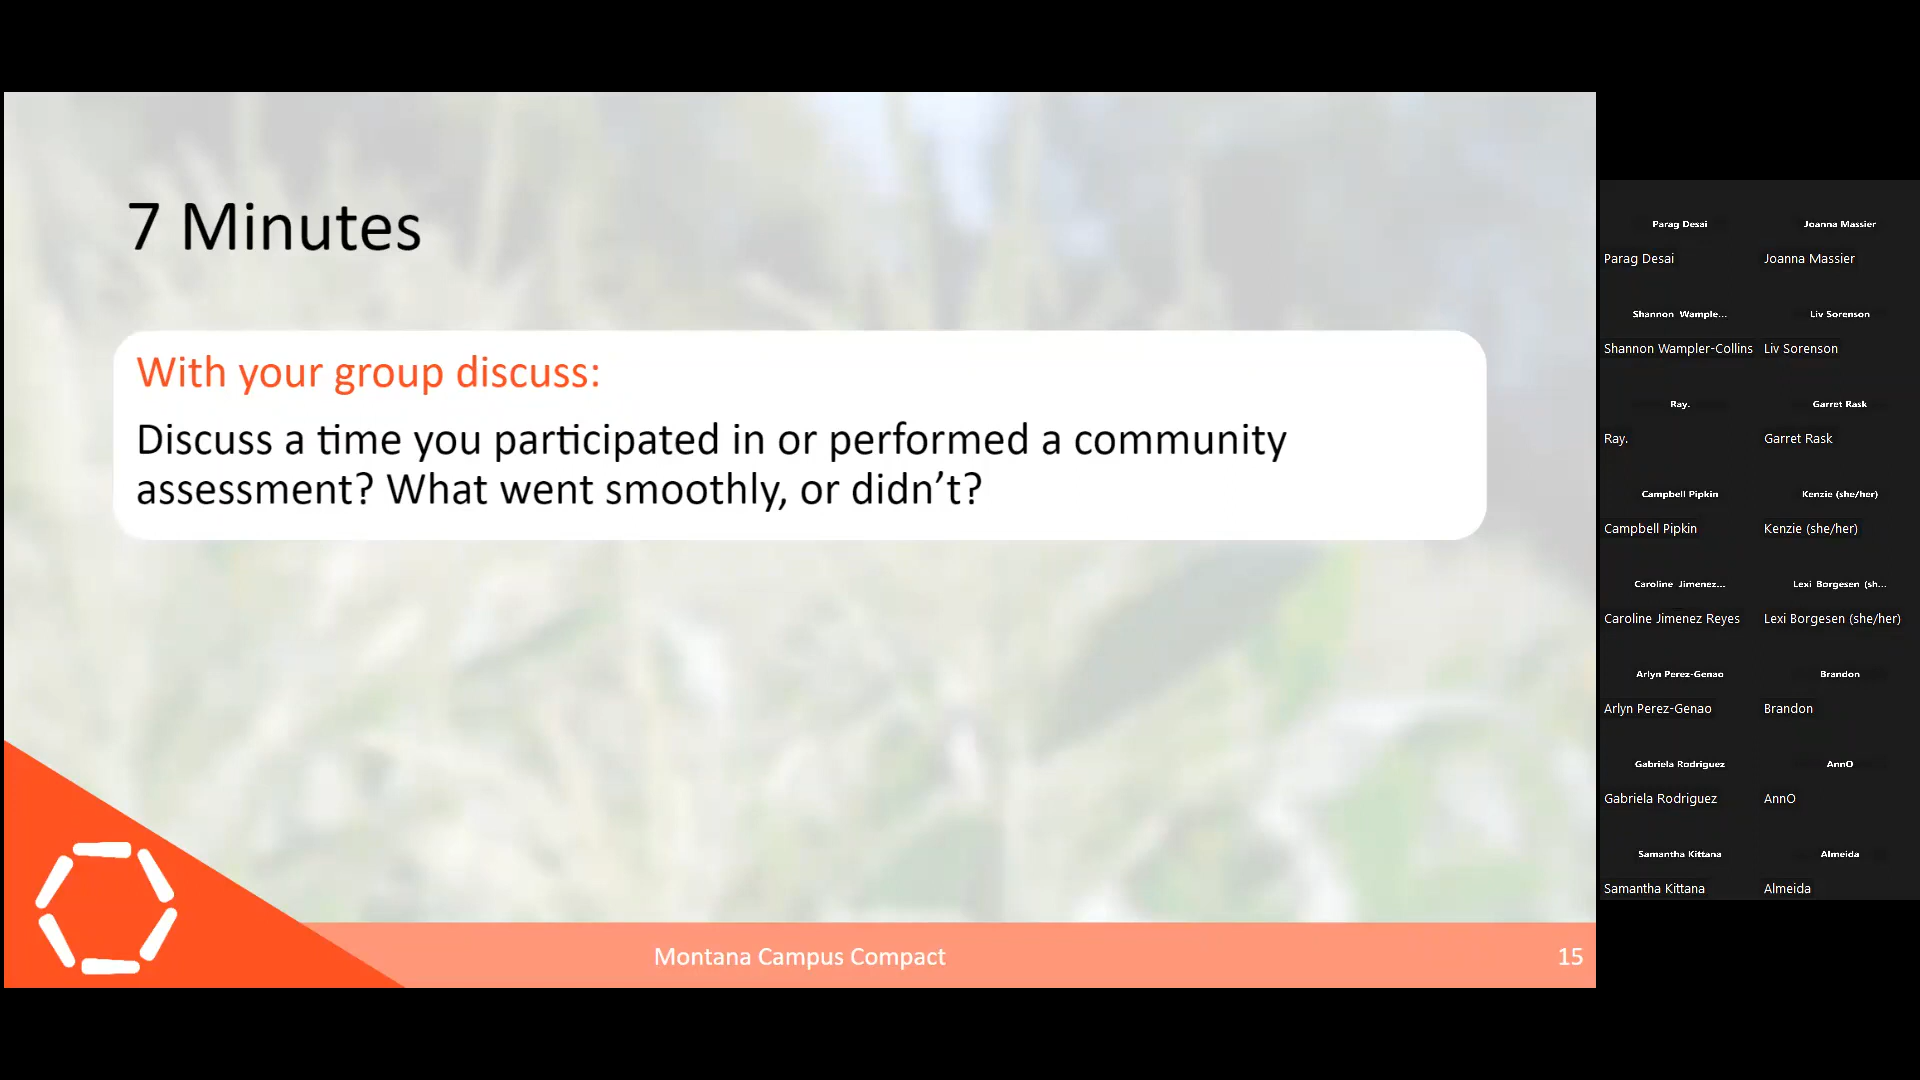 7 Minutes
With your group discuss:
Discuss a time you participated in or performed a community
assessment? What went smoothly, or didn’t?
Montana Campus Compact
15
Parag Desai
Joanna Massier
Parag Desai
Joanna Massier
Shannon Wample...
Liv Sorenson
Shannon Wampler-Collins
Liv Sorenson
Ray.
Garret Rask
Ray.
Garret Rask
Campbell Pipkin
Kenzie (she/her)
Campbell Pipkin
Kenzie (she/her)
Caroline Jimenez...
Lexi Borgesen (sh...
Caroline Jimenez Reyes
Lexi Borgesen (she/her)
Arlyn Perez-Genao
Brandon
Arlyn Perez-Genao
Brandon
Gabriela Rodriguez
AnnO
Gabriela Rodriguez
AnnO
Samantha Kittana
Almeida
Samantha Kittana
Almeida